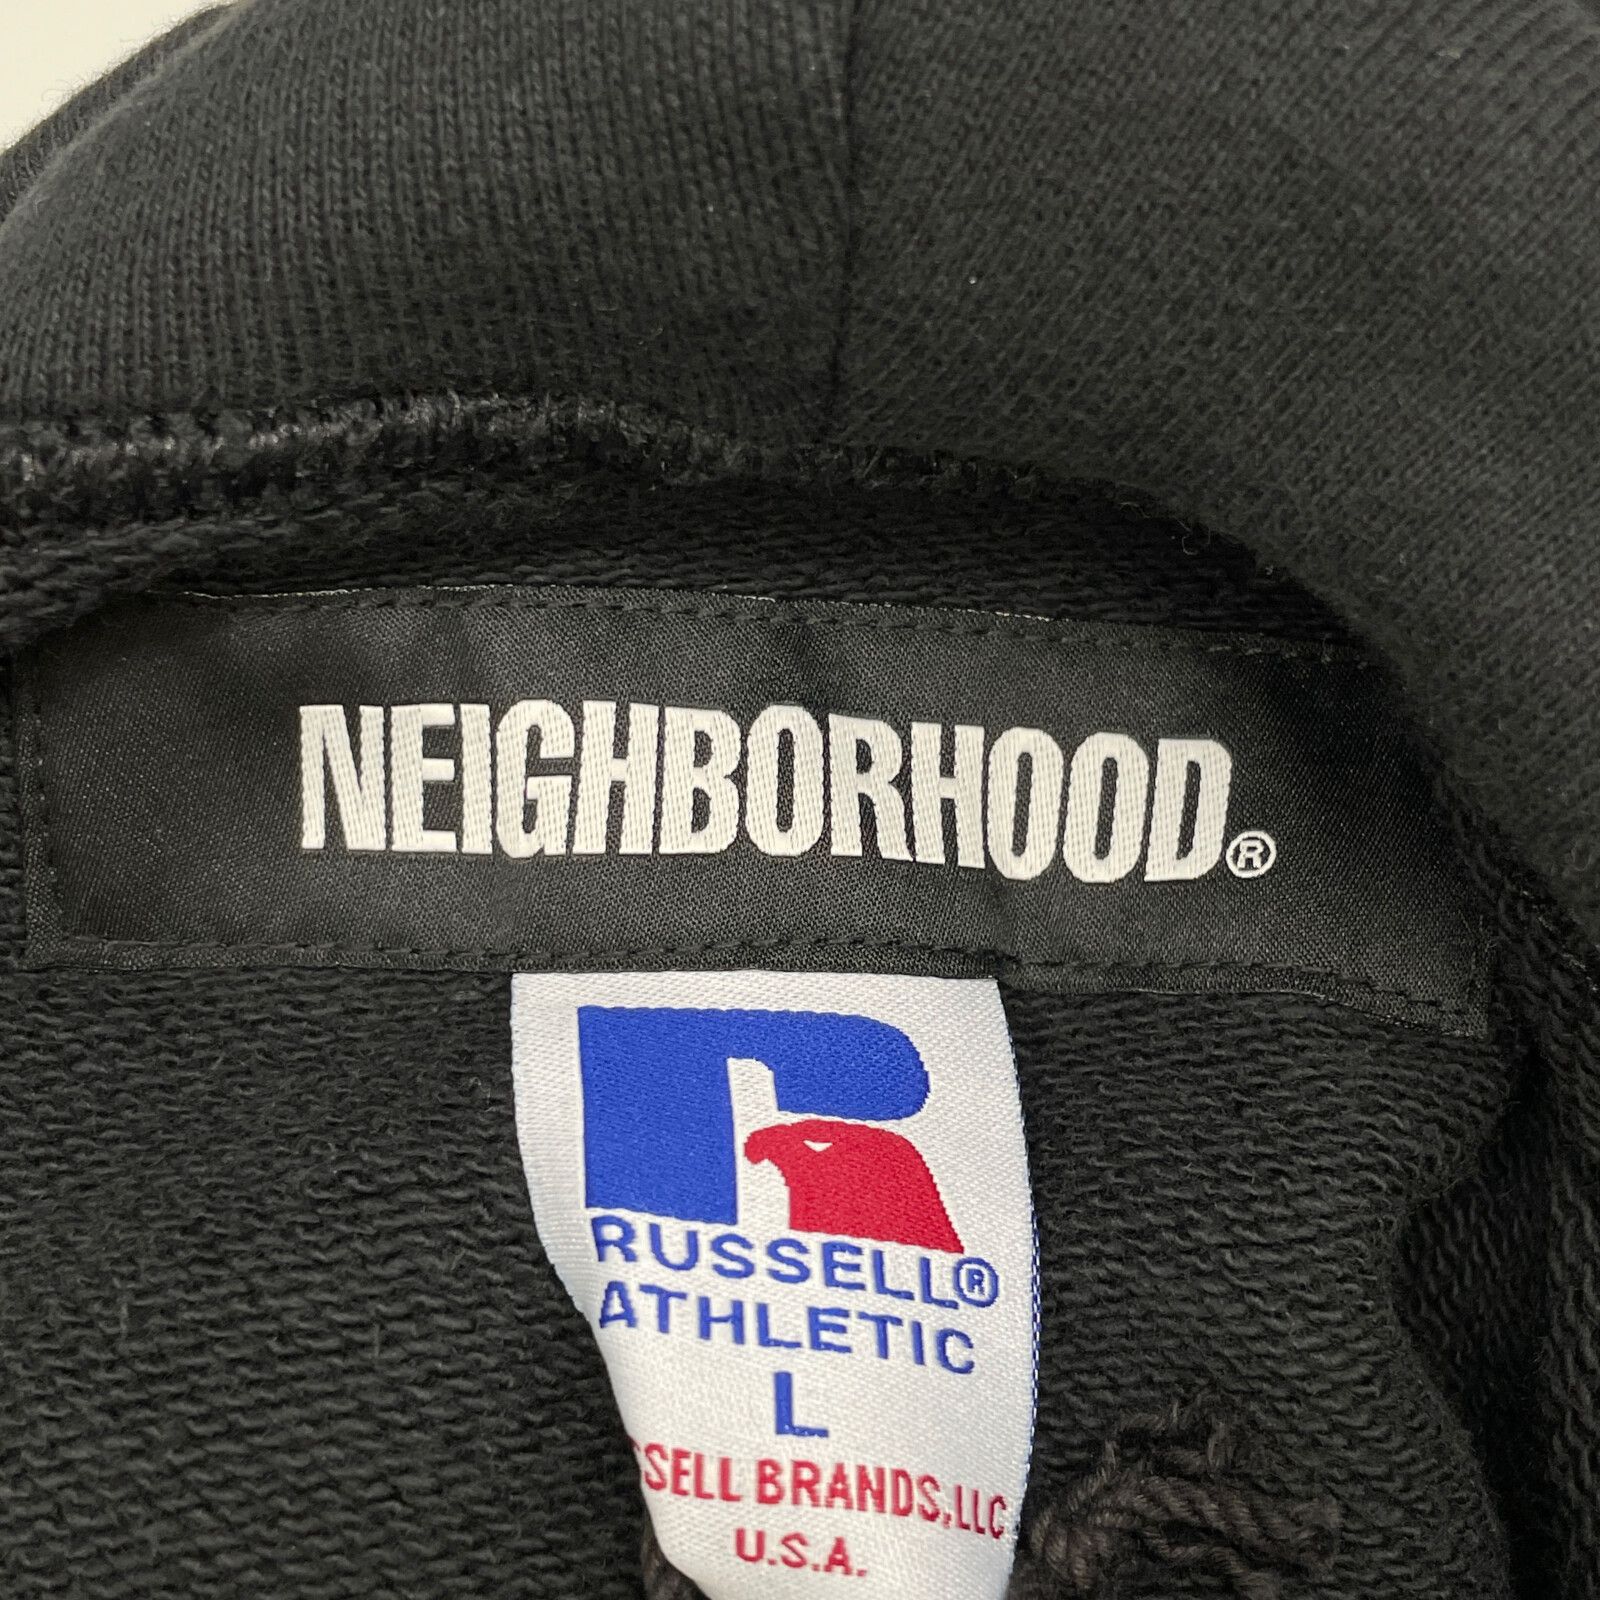 NEIGHBORHOOD®
RUSSELL®
ATHLETIC
L
BRANDS, LLC
U.S.A.